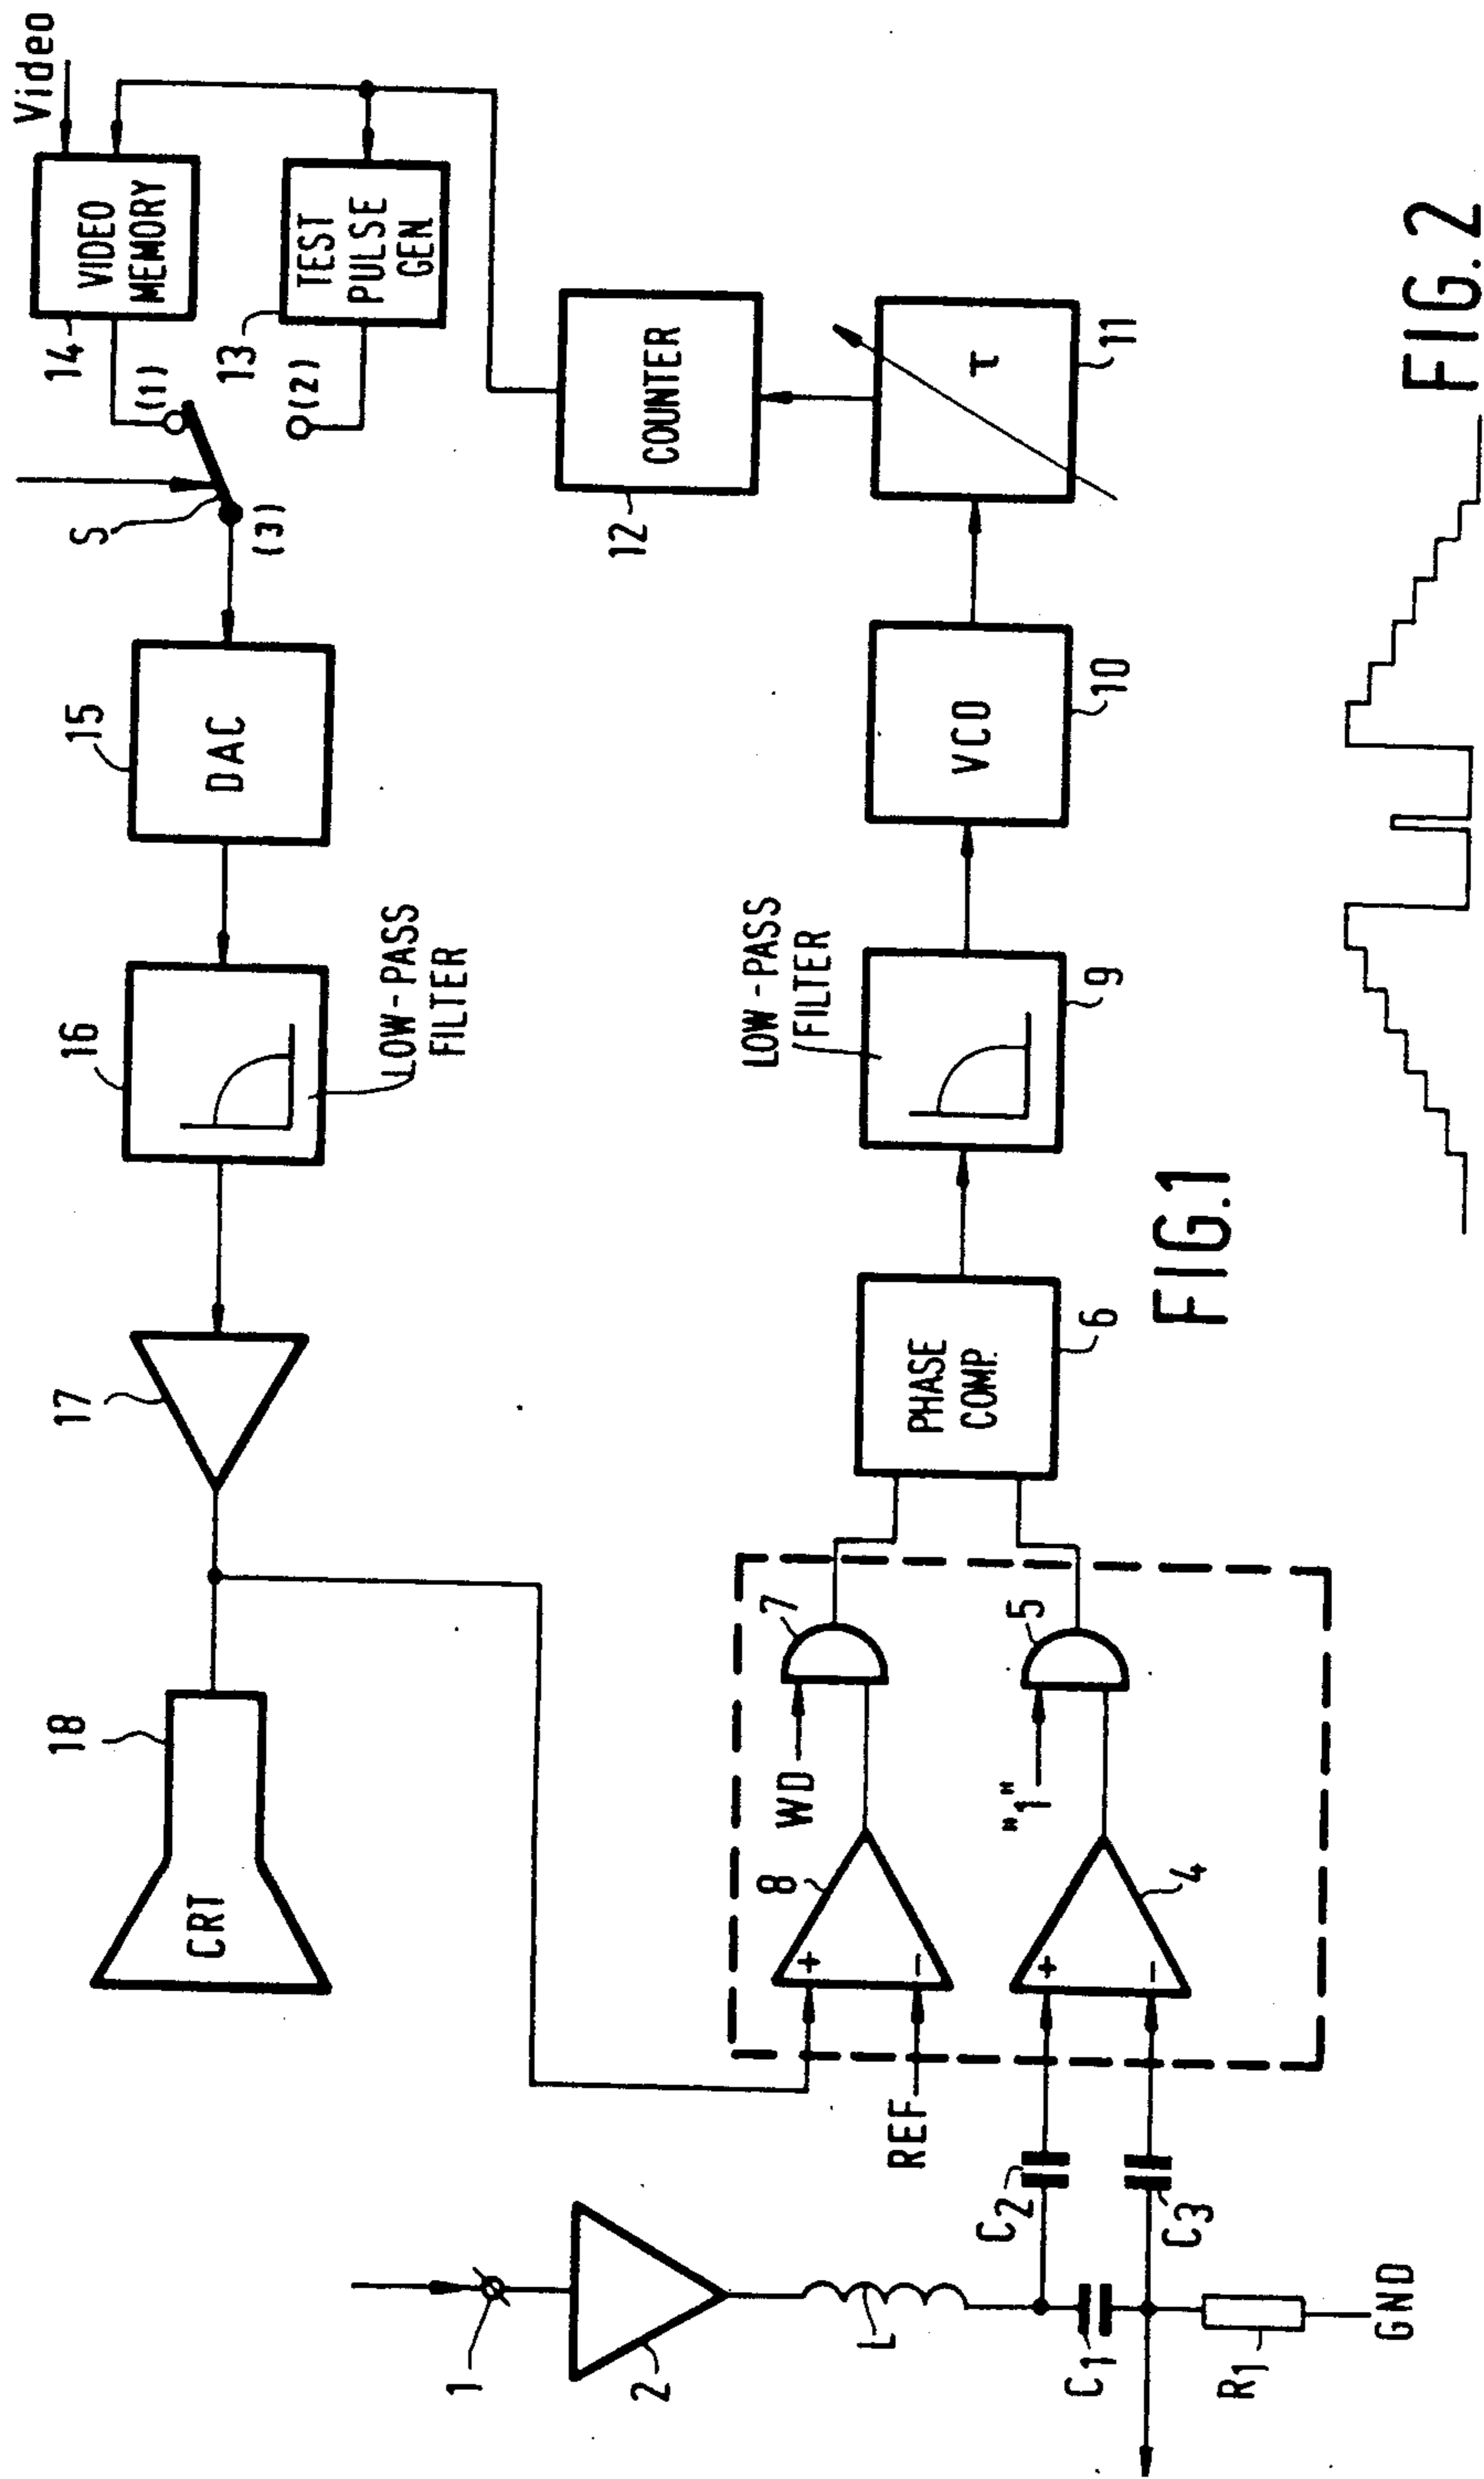 CRT
18
17
16
LOW-PASS
FILTER
15
DAC
S
(3)
(1)
(2)
14
VIDEO
MEMORY
Video
13
TEST
PULSE
GEN
12
COUNTER
11
τ
10
VCO
LOW-PASS
FILTER
9
PHASE
COMP.
6
7
WD
8
+
−
REF
5
"1"
4
+
−
1
2
L
C2
C1
C3
R1
GND
FIG.1
FIG.2